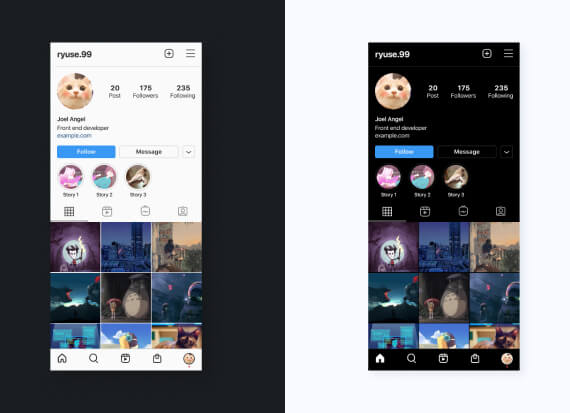 ryuse.99
20 175 235
Post Followers Following
Joel Angel
Front end developer
example.com
Follow Message
Story 1 Story 2 Story 3
ryuse.99
20 175 235
Post Followers Following
Joel Angel
Front end developer
example.com
Follow Message
Story 1 Story 2 Story 3